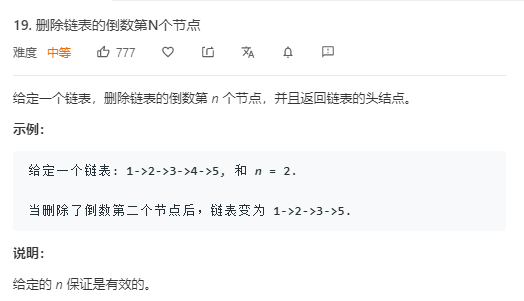 19. 删除链表的倒数第N个节点
难度 中等 777
给定一个链表，删除链表的倒数第 n 个节点，并且返回链表的头结点。
示例：
给定一个链表: 1->2->3->4->5, 和 n = 2.
当删除了倒数第二个节点后，链表变为 1->2->3->5.
说明：
给定的 n 保证是有效的。